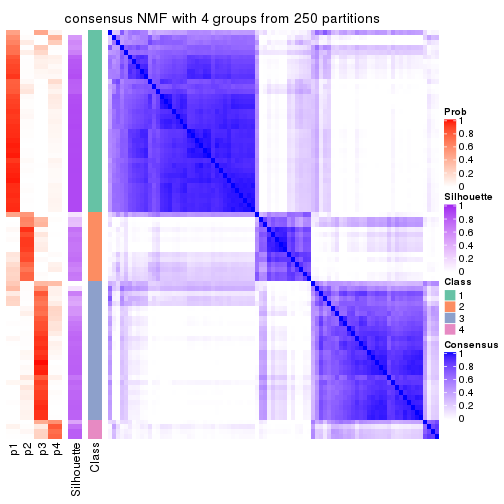 consensus NMF with 4 groups from 250 partitions
Prob
1
0.8
0.6
0.4
0.2
0
Silhouette
1
0.8
0.6
0.4
0.2
0
Class
1
2
3
4
Consensus
1
0.8
0.6
0.4
0.2
0
p1
p2
p3
p4
Silhouette
Class